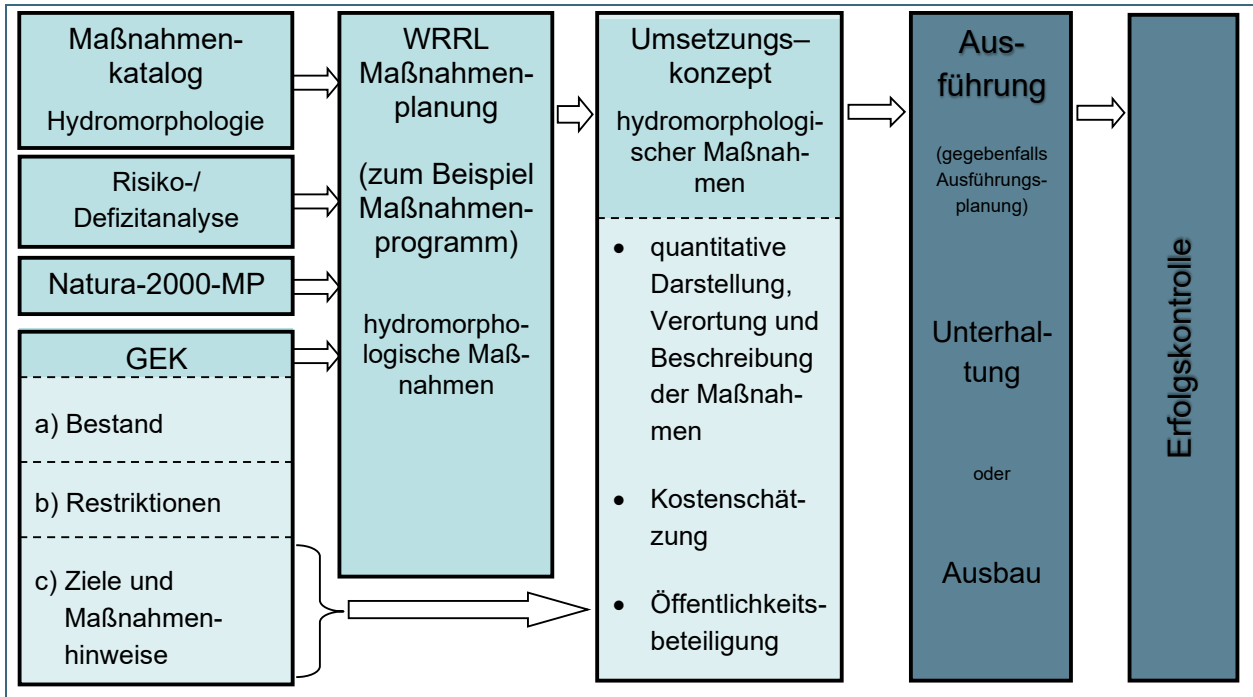 Maßnahmen-
katalog
Hydromorphologie
Risiko-/
Defizitanalyse
Natura-2000-MP
GEK
a) Bestand
b) Restriktionen
c) Ziele und
Maßnahmen-
hinweise
WRRL
Maßnahmen-
planung
(zum Beispiel
Maßnahmen-
programm)
hydromorpho-
logische Maß-
nahmen
Umsetzungs–
konzept
hydromorphologi-
scher Maßnah-
men
• quantitative
Darstellung,
Verortung und
Beschreibung
der Maßnah-
men
• Kostenschät-
zung
• Öffentlichkeits-
beteiligung
Aus-
führung
(gegebenfalls
Ausführungs-
planung)
Unterhal-
tung
oder
Ausbau
Erfolgskontrolle